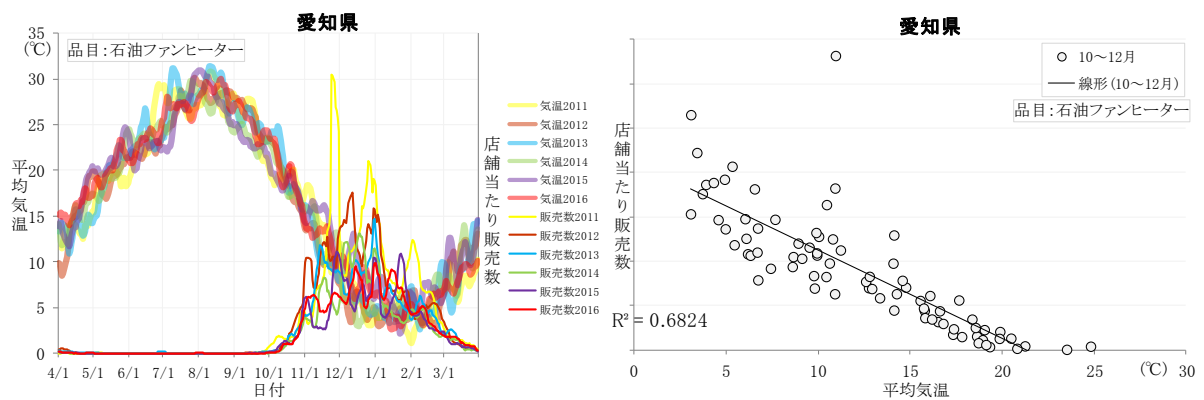 愛知県
35
(℃)
品目:石油ファンヒーター
30
25
20
15
10
5
0
平均気温
4/1 5/1 6/1 7/1 8/1 9/1 10/1 11/1 12/1 1/1 2/1 3/1
日付
店舗当たり販売数
気温2011
気温2012
気温2013
気温2014
気温2015
気温2016
販売数2011
販売数2012
販売数2013
販売数2014
販売数2015
販売数2016
愛知県
10～12月
線形(10～12月)
品目:石油ファンヒーター
店舗当たり販売数
R² = 0.6824
0 5 10 15 20 25 30
(℃)
平均気温